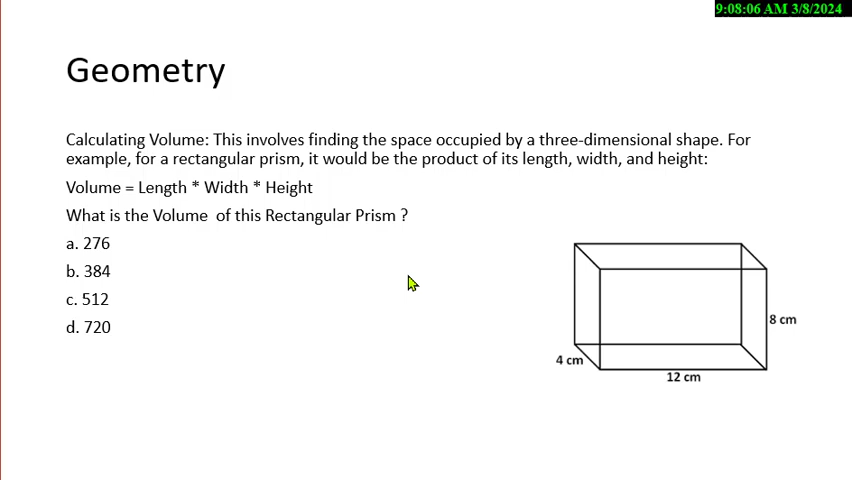 9:08:06 AM 3/8/2024
Geometry
Calculating Volume: This involves finding the space occupied by a three-dimensional shape. For
example, for a rectangular prism, it would be the product of its length, width, and height:
Volume = Length * Width * Height
What is the Volume  of this Rectangular Prism ?
a. 276
b. 384
c. 512
d. 720
8 cm
4 cm
12 cm